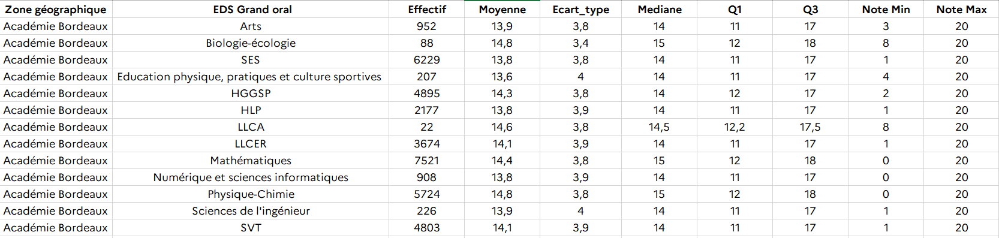 Zone géographique EDS Grand oral Effectif Moyenne Ecart_type Mediane Q1 Q3 Note Min Note Max
Académie Bordeaux Arts 952 13,9 3,8 14 11 17 3 20
Académie Bordeaux Biologie-écologie 88 14,8 3,4 15 12 18 8 20
Académie Bordeaux SES 6229 13,8 3,8 14 11 17 1 20
Académie Bordeaux Education physique, pratiques et culture sportives 207 13,6 4 14 11 17 4 20
Académie Bordeaux HGGSP 4895 14,3 3,8 14 12 17 2 20
Académie Bordeaux HLP 2177 13,8 3,9 14 11 17 1 20
Académie Bordeaux LLCA 22 14,6 3,8 14,5 12,2 17,5 8 20
Académie Bordeaux LLCER 3674 14,1 3,9 14 11 17 1 20
Académie Bordeaux Mathématiques 7521 14,4 3,8 15 12 18 0 20
Académie Bordeaux Numérique et sciences informatiques 908 13,8 3,9 14 11 17 0 20
Académie Bordeaux Physique-Chimie 5724 14,8 3,8 15 12 18 0 20
Académie Bordeaux Sciences de l'ingénieur 226 13,9 4 14 11 17 1 20
Académie Bordeaux SVT 4803 14,1 3,9 14 11 17 1 20